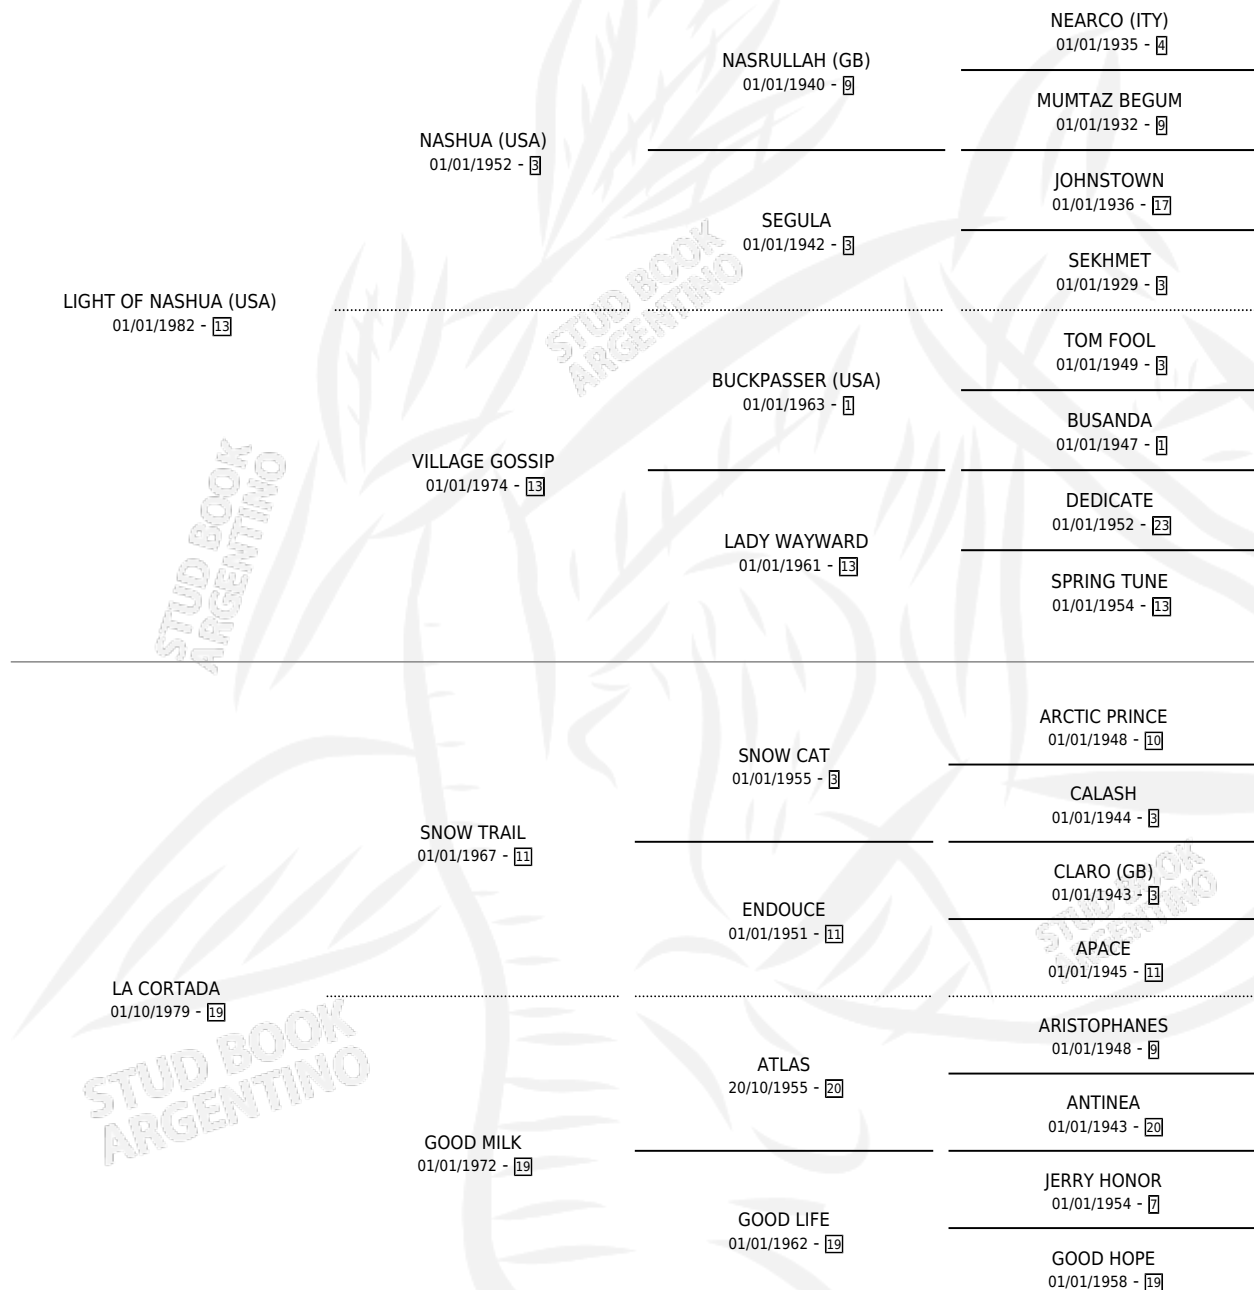 NEARCO (ITY)
01/01/1935 - 4
NASRULLAH (GB)
01/01/1940 - 9
MUMTAZ BEGUM
01/01/1932 - 9
NASHUA (USA)
01/01/1952 - 3
JOHNSTOWN
01/01/1936 - 17
SEGULA
01/01/1942 - 3
SEKHMET
01/01/1929 - 3
LIGHT OF NASHUA (USA)
01/01/1982 - 13
TOM FOOL
01/01/1949 - 3
BUCKPASSER (USA)
01/01/1963 - 1
BUSANDA
01/01/1947 - 1
VILLAGE GOSSIP
01/01/1974 - 13
DEDICATE
01/01/1952 - 23
LADY WAYWARD
01/01/1961 - 13
SPRING TUNE
01/01/1954 - 13
ARCTIC PRINCE
01/01/1948 - 10
SNOW CAT
01/01/1955 - 3
CALASH
01/01/1944 - 3
SNOW TRAIL
01/01/1967 - 11
CLARO (GB)
01/01/1943 - 3
ENDOUCE
01/01/1951 - 11
APACE
01/01/1945 - 11
LA CORTADA
01/10/1979 - 19
ARISTOPHANES
01/01/1948 - 9
ATLAS
20/10/1955 - 20
ANTINEA
01/01/1943 - 20
GOOD MILK
01/01/1972 - 19
JERRY HONOR
01/01/1954 - 7
GOOD LIFE
01/01/1962 - 19
GOOD HOPE
01/01/1958 - 19
STUD BOOK
ARGENTINO
STUD BOOK
ARGENTINO
STUD BOOK
ARGENTINO
STUD BOOK
ARGENTINO